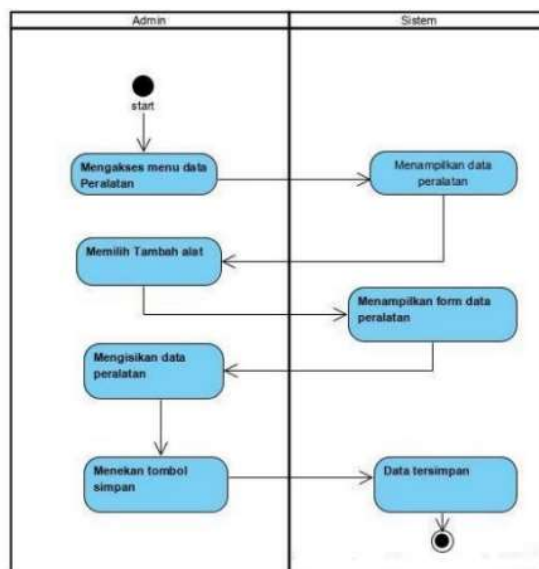 Admin
Sistem
start
Mengakses menu data
Peralatan
Menampilkan data
peralatan
Memilih Tambah alat
Menampilkan form data
peralatan
Mengisikan data
peralatan
Menekan tombol
simpan
Data tersimpan